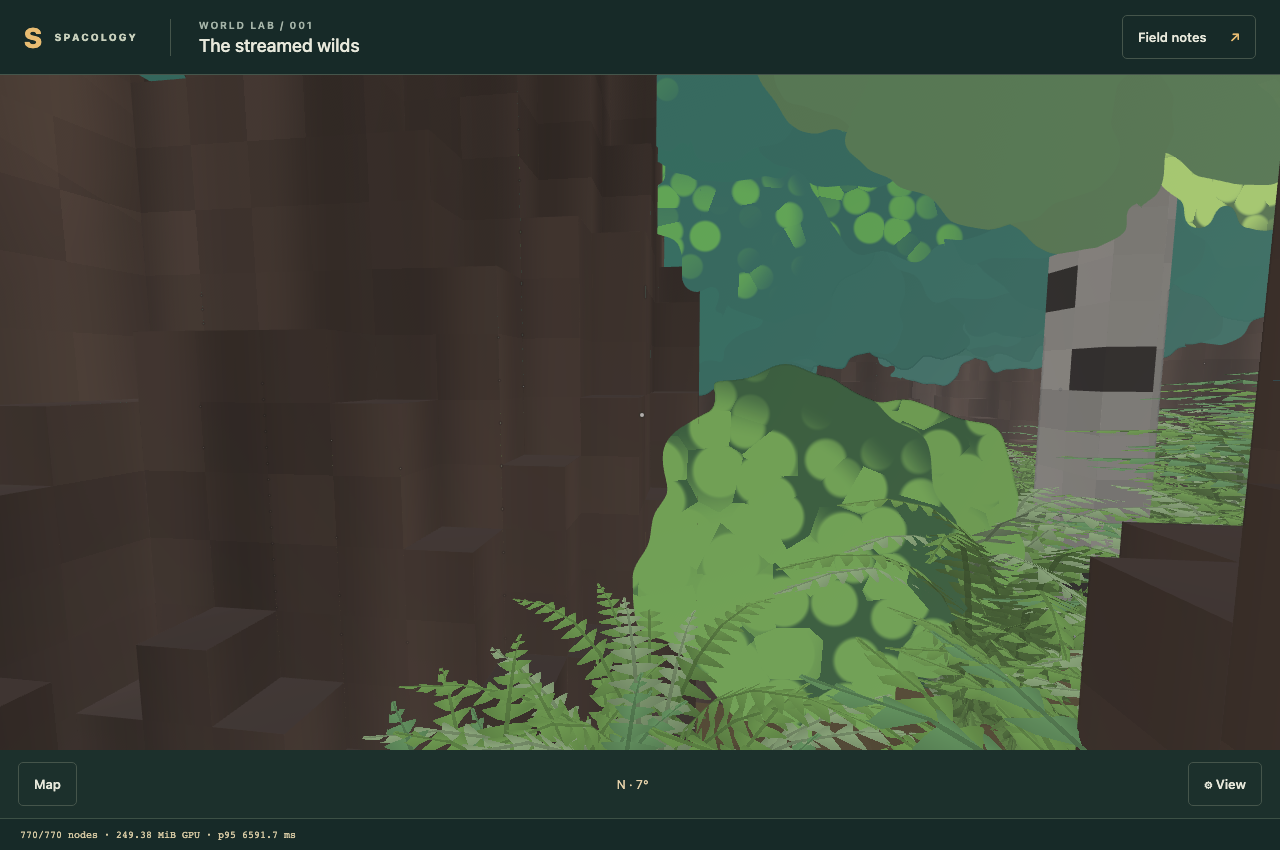 S SPACOLOGY
WORLD LAB / 001
The streamed wilds
Field notes ↗
Map
N · 7°
⚙ View
770/770 nodes · 249.38 MiB GPU · p95 6591.7 ms